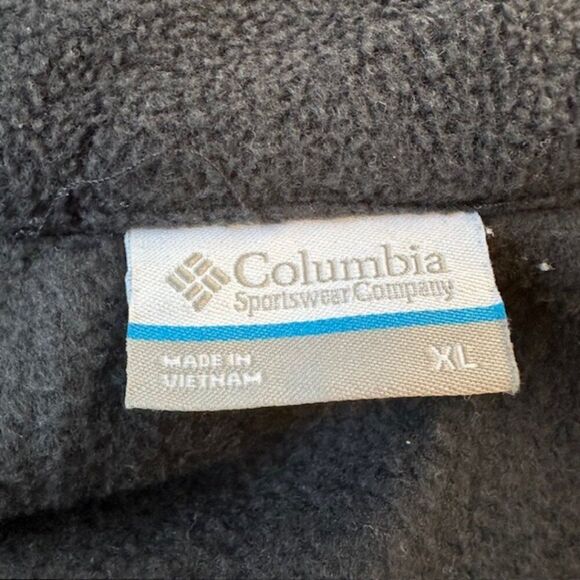 Columbia
Sportswear Company
MADE IN
VIETNAM
XL